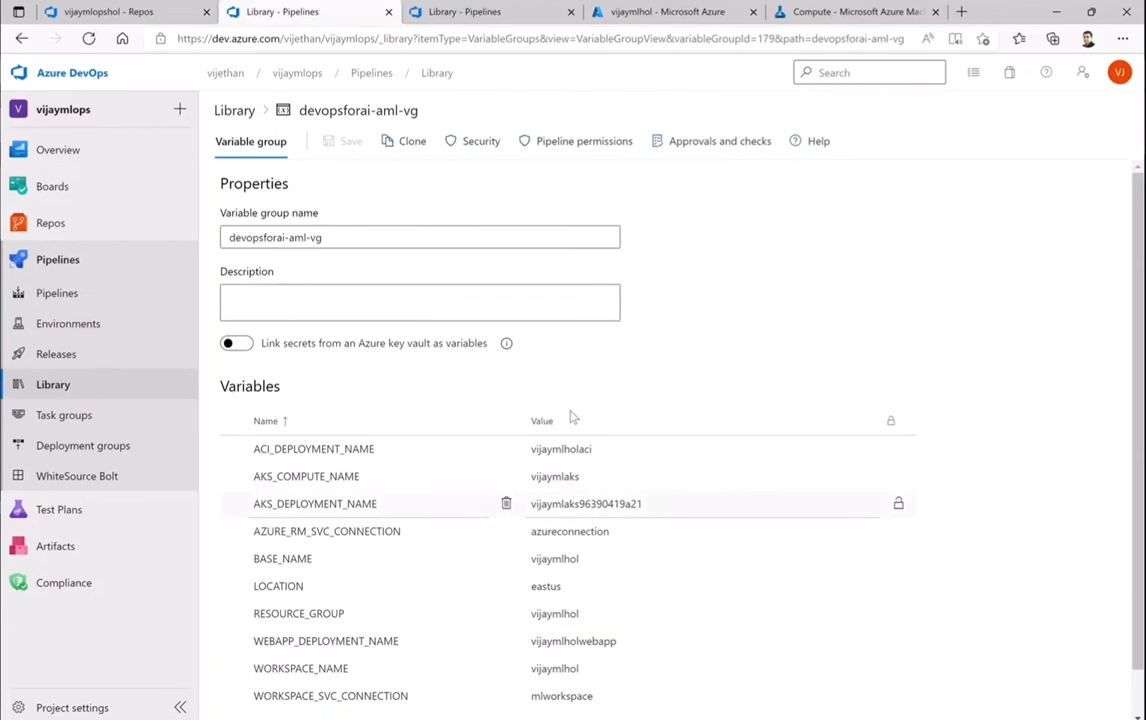 vijaymlopshol - Repos
Library - Pipelines
Library - Pipelines
vijaymlhol - Microsoft Azure
Compute - Microsoft Azure Mac
https://dev.azure.com/vijethan/vijaymlops/_library?itemType=VariableGroups&view=VariableGroupView&variableGroupId=179&path=devopsforai-aml-vg
Azure DevOps
vijethan / vijaymlops / Pipelines / Library
Search
VJ
V vijaymlops
Library > devopsforai-aml-vg
Variable group Save Clone Security Pipeline permissions Approvals and checks Help
Overview
Boards
Repos
Pipelines
Pipelines
Environments
Releases
Library
Task groups
Deployment groups
WhiteSource Bolt
Test Plans
Artifacts
Compliance
Project settings
Properties
Variable group name
devopsforai-aml-vg
Description
Link secrets from an Azure key vault as variables
Variables
Name ↑ Value
ACI_DEPLOYMENT_NAME vijaymlholaci
AKS_COMPUTE_NAME vijaymlaks
AKS_DEPLOYMENT_NAME vijaymlaks96390419a21
AZURE_RM_SVC_CONNECTION azureconnection
BASE_NAME vijaymlhol
LOCATION eastus
RESOURCE_GROUP vijaymlhol
WEBAPP_DEPLOYMENT_NAME vijaymlholwebapp
WORKSPACE_NAME vijaymlhol
WORKSPACE_SVC_CONNECTION mlworkspace